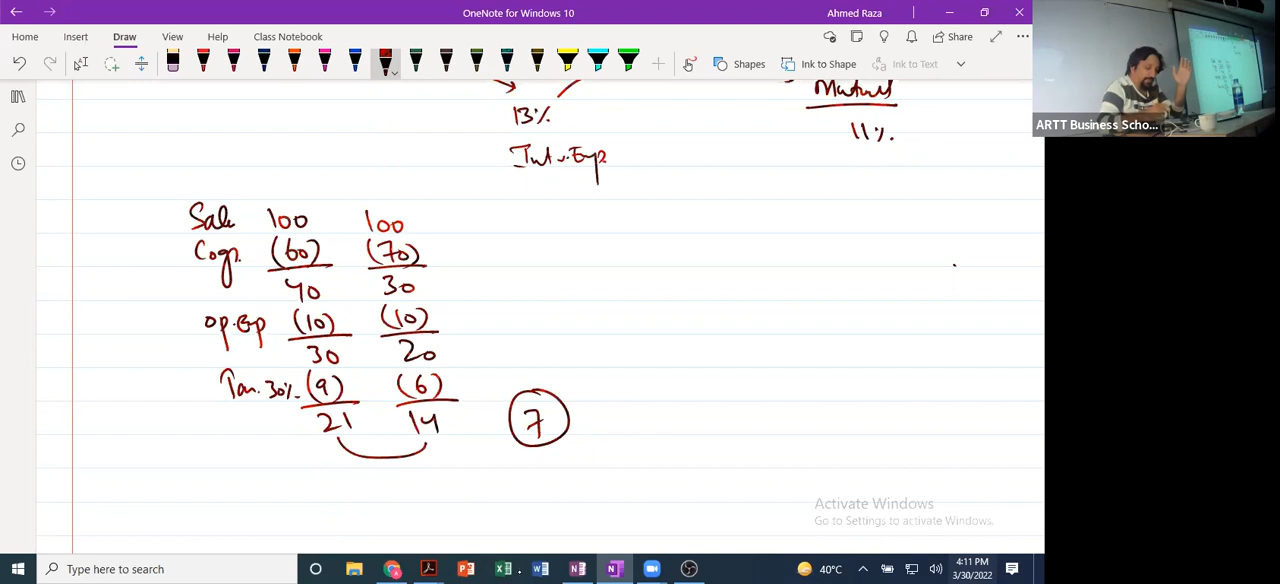 OneNote for Windows 10
Ahmed Raza
Home Insert Draw View Help Class Notebook
Share
Shapes Ink to Shape Ink to Text
ARTT Business Scho...
13%
11%.
Sale 100 100
Cogs. (60) (70)
40 30
Op.Exp (10) (10)
30 20
Tax. 30%. (9) (6)
21 14 7
Activate Windows
Go to Settings to activate Windows.
Type here to search
40°C
4:11 PM
3/30/2022